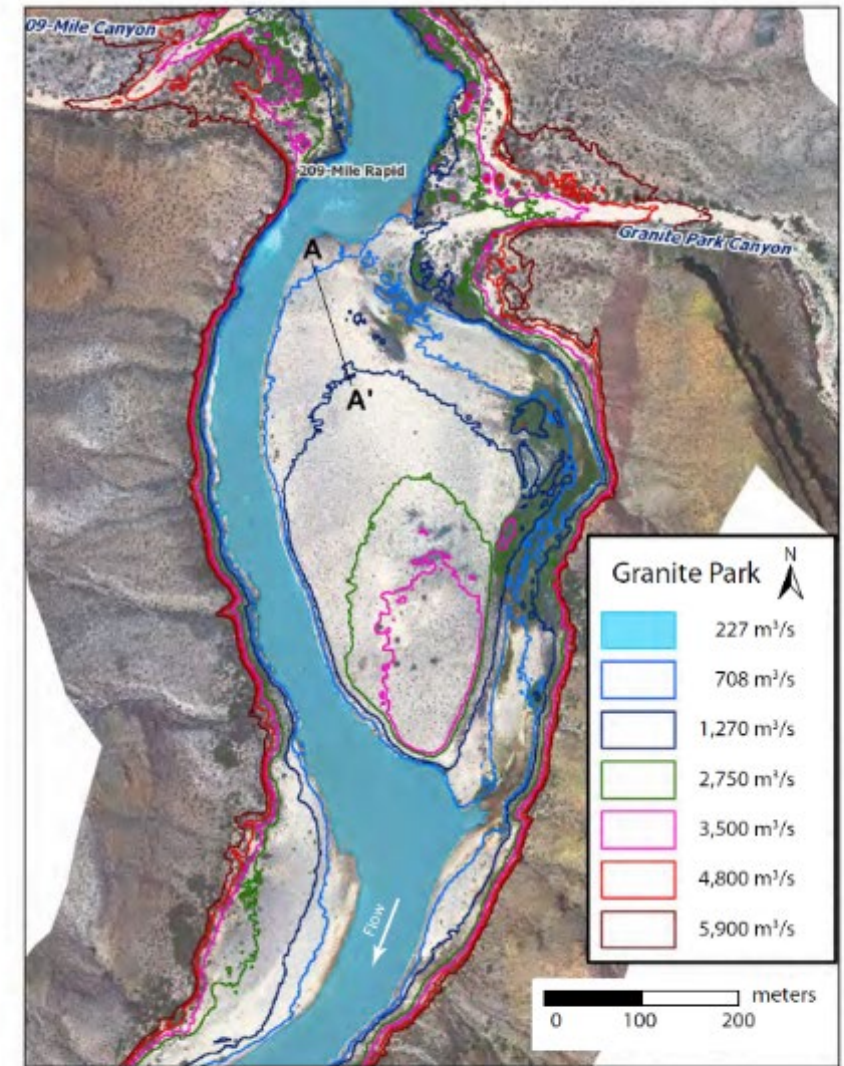 09-Mile Canyon
209-Mile Rapid
Granite Park Canyon
A
A'
Flow
Granite Park
N
227 m³/s
708 m³/s
1,270 m³/s
2,750 m³/s
3,500 m³/s
4,800 m³/s
5,900 m³/s
meters
0 100 200